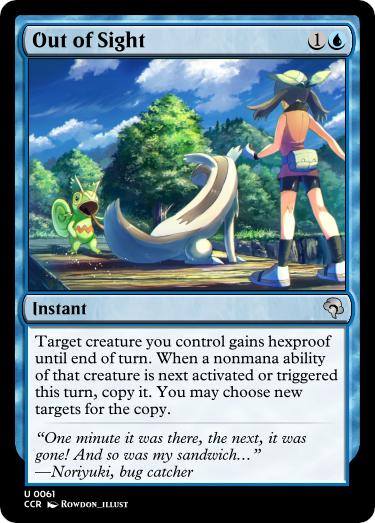 Out of Sight 1
Instant
Target creature you control gains hexproof
until end of turn. When a nonmana ability
of that creature is next activated or triggered
this turn, copy it. You may choose new
targets for the copy.
“One minute it was there, the next, it was
gone! And so was my sandwich…”
—Noriyuki, bug catcher
U 0061
CCR Rowdon_illust